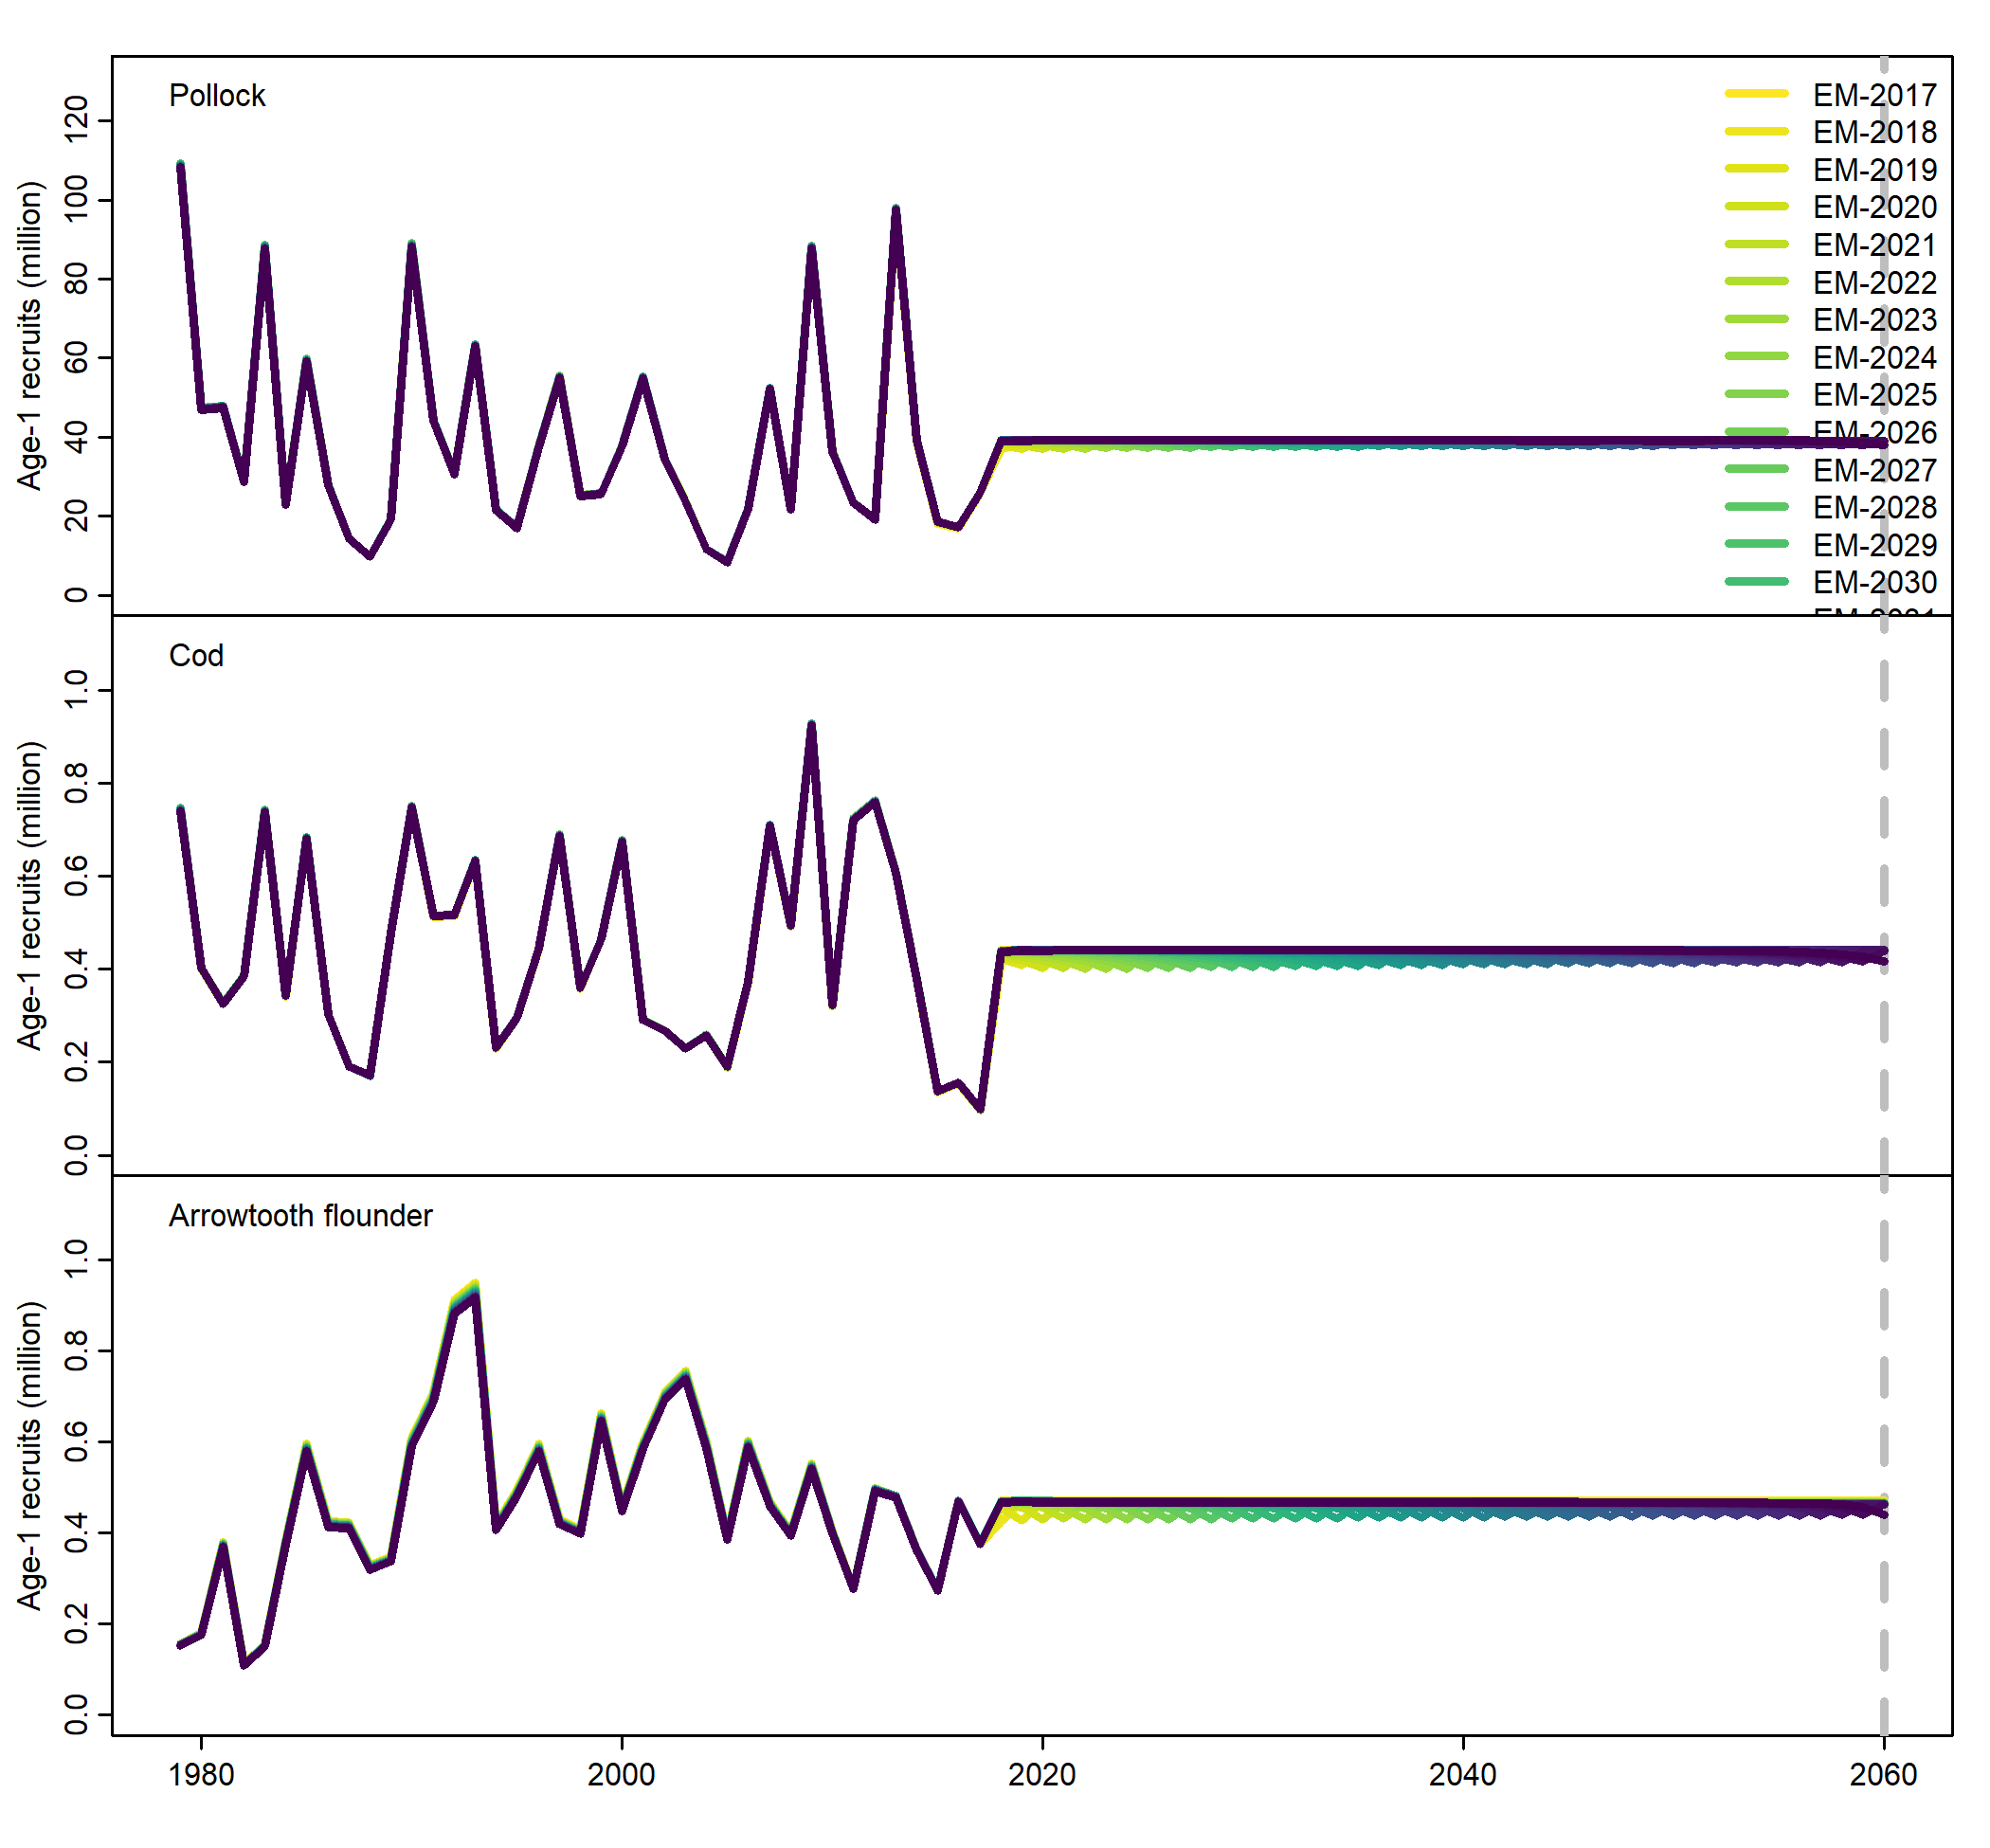 Pollock
Age-1 recruits (million)
0
20
40
60
80
100
120
EM-2017
EM-2018
EM-2019
EM-2020
EM-2021
EM-2022
EM-2023
EM-2024
EM-2025
EM-2026
EM-2027
EM-2028
EM-2029
EM-2030
Cod
Age-1 recruits (million)
0.0
0.2
0.4
0.6
0.8
1.0
Arrowtooth flounder
Age-1 recruits (million)
0.0
0.2
0.4
0.6
0.8
1.0
1980
2000
2020
2040
2060